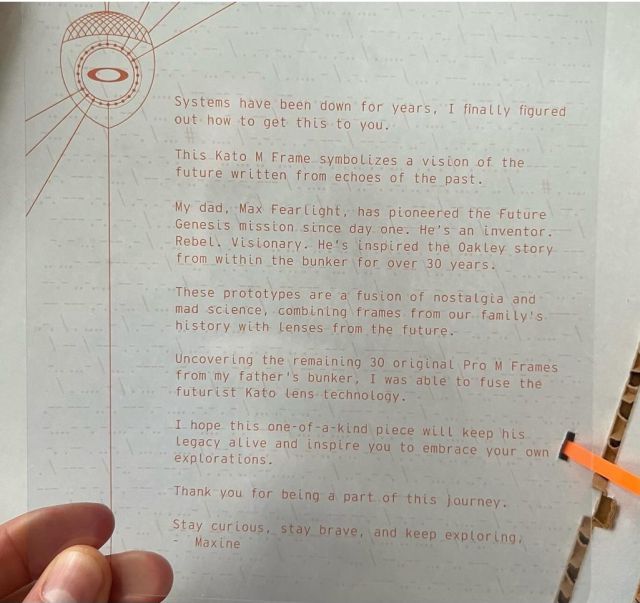 Systems have been down for years, I finally figured
out how to get this to you.
This Kato M Frame symbolizes a vision of the
future written from echoes of the past.
My dad, Max Fearlight, has pioneered the Future
Genesis mission since day one. He's an inventor.
Rebel. Visionary. He's inspired the Oakley story
from within the bunker for over 30 years.
These prototypes are a fusion of nostalgia and
mad science, combining frames from our family's
history with lenses from the future.
Uncovering the remaining 30 original Pro M Frames
from my father's bunker, I was able to fuse the
futurist Kato lens technology.
I hope this one-of-a-kind piece will keep his
legacy alive and inspire you to embrace your own
explorations.
Thank you for being a part of this journey.
Stay curious, stay brave, and keep exploring,
- Maxine